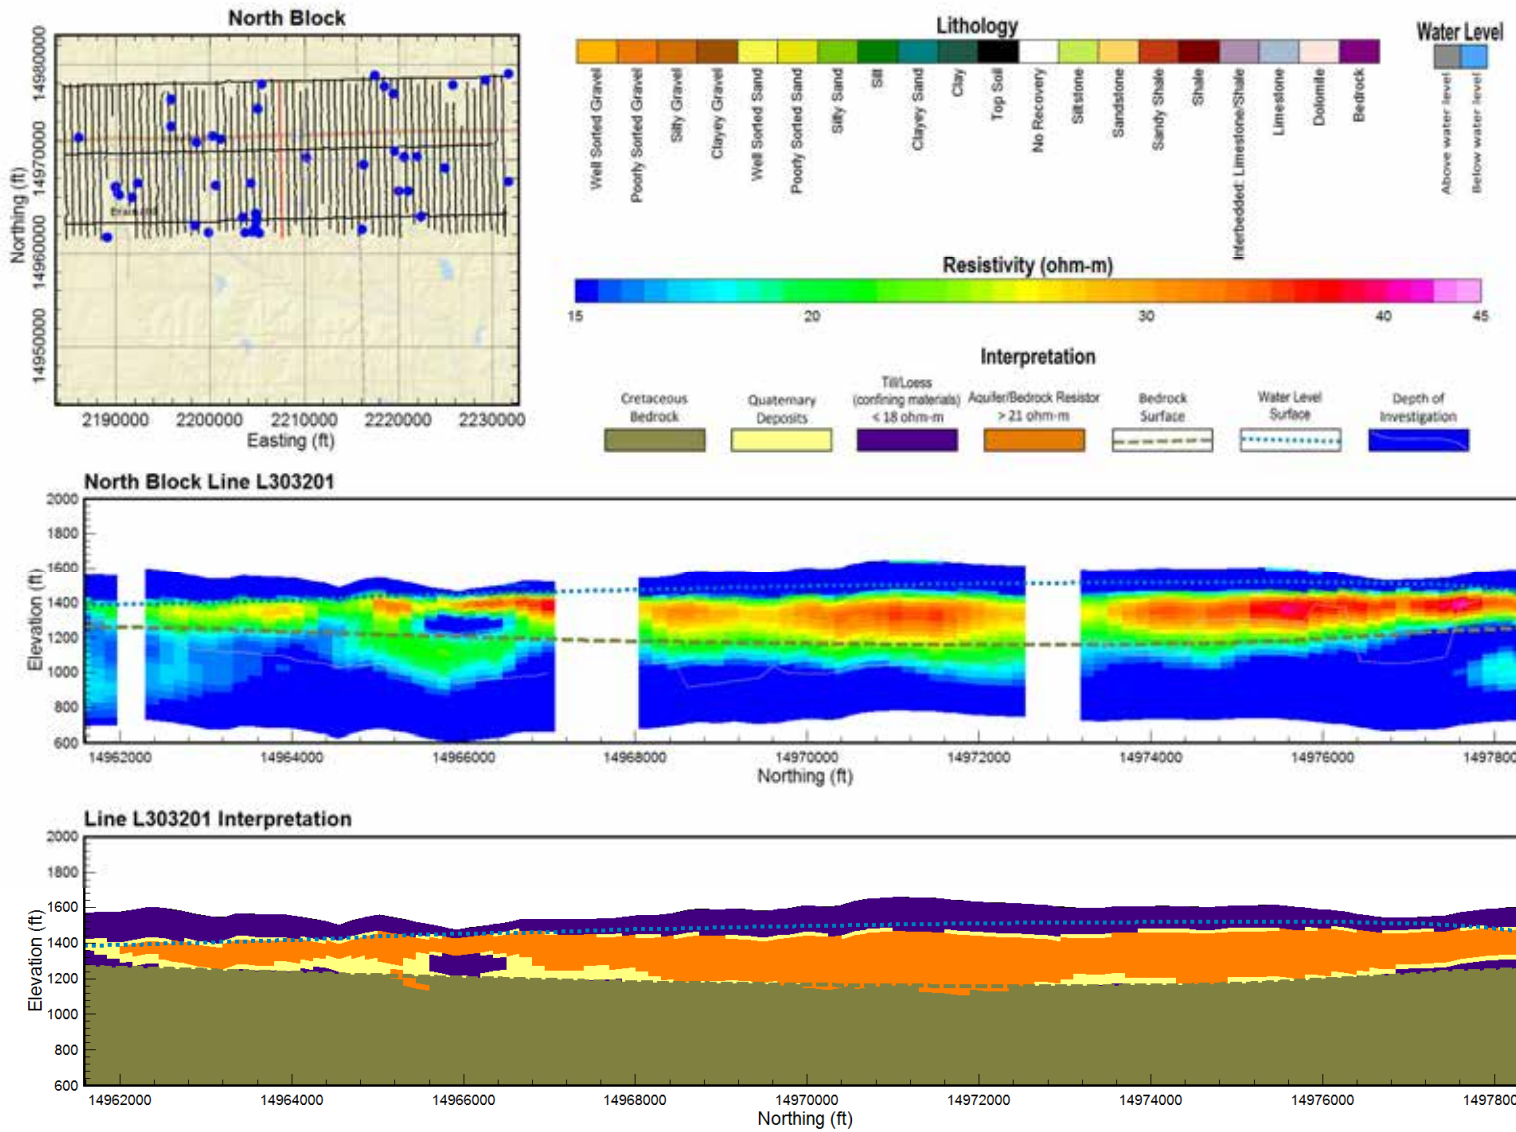 North Block
Northing (ft)
14980000
14970000
14960000
14950000
2190000 2200000 2210000 2220000 2230000
Easting (ft)
Lithology
Well Sorted Gravel
Poorly Sorted Gravel
Silty Gravel
Clayey Gravel
Well Sorted Sand
Poorly Sorted Sand
Silty Sand
Silt
Clayey Sand
Clay
Top Soil
No Recovery
Siltstone
Sandstone
Sandy Shale
Shale
Interbedded: Limestone/Shale
Limestone
Dolomite
Bedrock
Water Level
Above water level
Below water level
Resistivity (ohm-m)
15 20 30 40 45
Interpretation
Cretaceous
Bedrock
Quaternary
Deposits
Till/Loess
(confining materials)
< 18 ohm-m
Aquifer/Bedrock Resistor
> 21 ohm-m
Bedrock
Surface
Water Level
Surface
Depth of
Investigation
North Block Line L303201
Elevation (ft)
2000
1800
1600
1400
1200
1000
800
600
14962000 14964000 14966000 14968000 14970000 14972000 14974000 14976000 1497800
Northing (ft)
Line L303201 Interpretation
Elevation (ft)
2000
1800
1600
1400
1200
1000
800
600
14962000 14964000 14966000 14968000 14970000 14972000 14974000 14976000 1497800
Northing (ft)